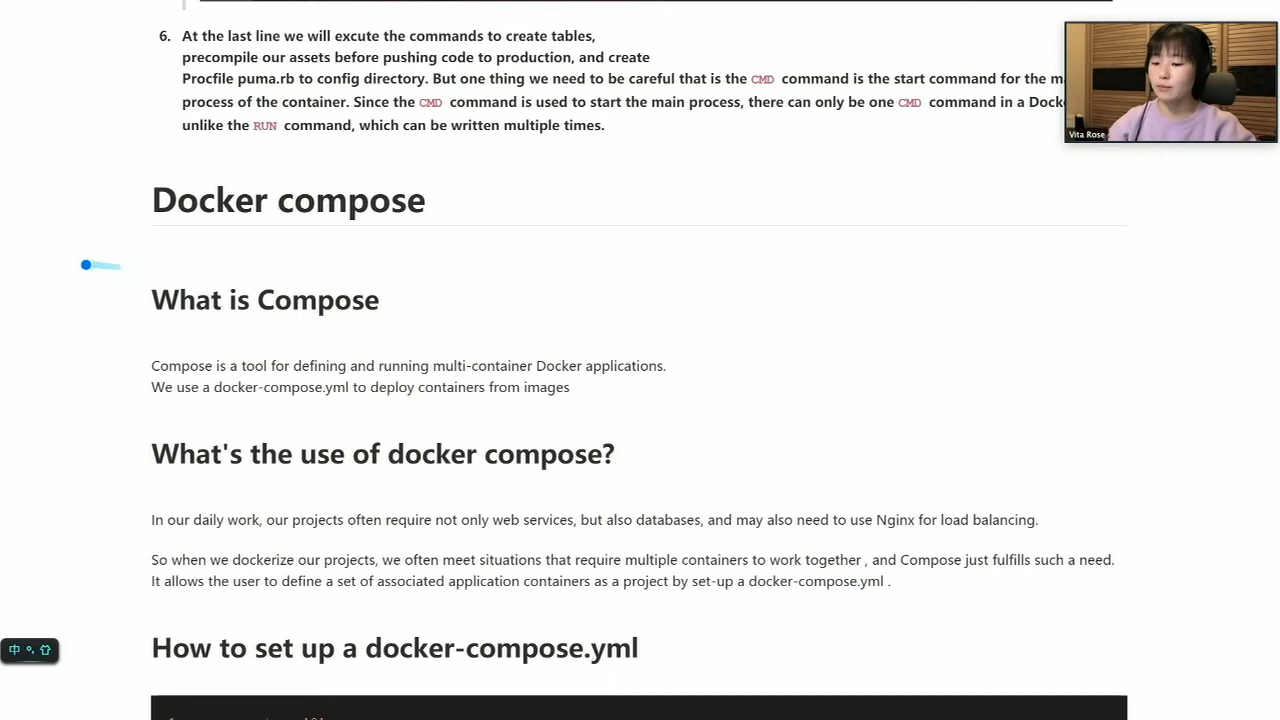 6. At the last line we will excute the commands to create tables,
precompile our assets before pushing code to production, and create
Procfile puma.rb to config directory. But one thing we need to be careful that is the CMD command is the start command for the
process of the container. Since the CMD command is used to start the main process, there can only be one CMD command in a
unlike the RUN command, which can be written multiple times.
Vita Rose
Docker compose
What is Compose
Compose is a tool for defining and running multi-container Docker applications.
We use a docker-compose.yml to deploy containers from images
What's the use of docker compose?
In our daily work, our projects often require not only web services, but also databases, and may also need to use Nginx for load balancing.
So when we dockerize our projects, we often meet situations that require multiple containers to work together , and Compose just fulfills such a need.
It allows the user to define a set of associated application containers as a project by set-up a docker-compose.yml .
中
How to set up a docker-compose.yml